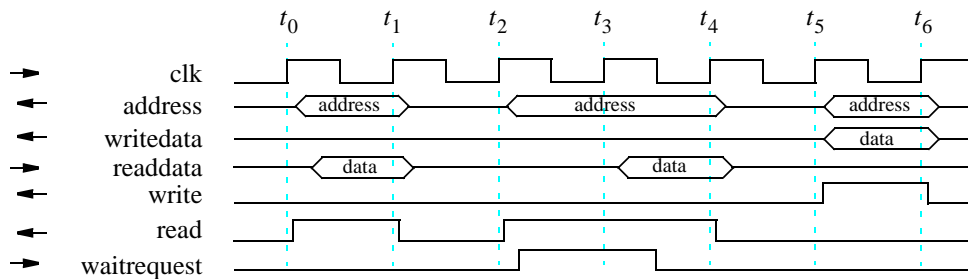 t0 t1 t2 t3 t4 t5 t6
clk
address address address address
writedata data
readdata data data
write
read
waitrequest